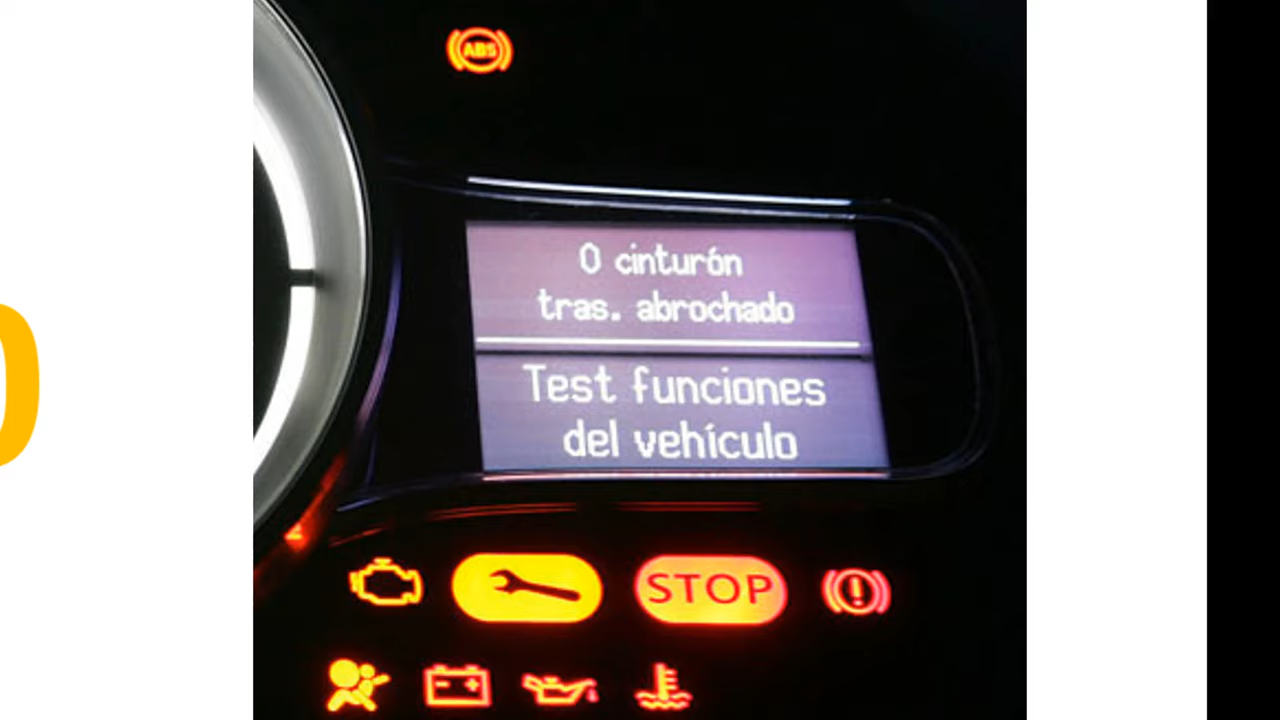 ABS
0 cinturón
tras. abrochado
Test funciones
del vehículo
STOP